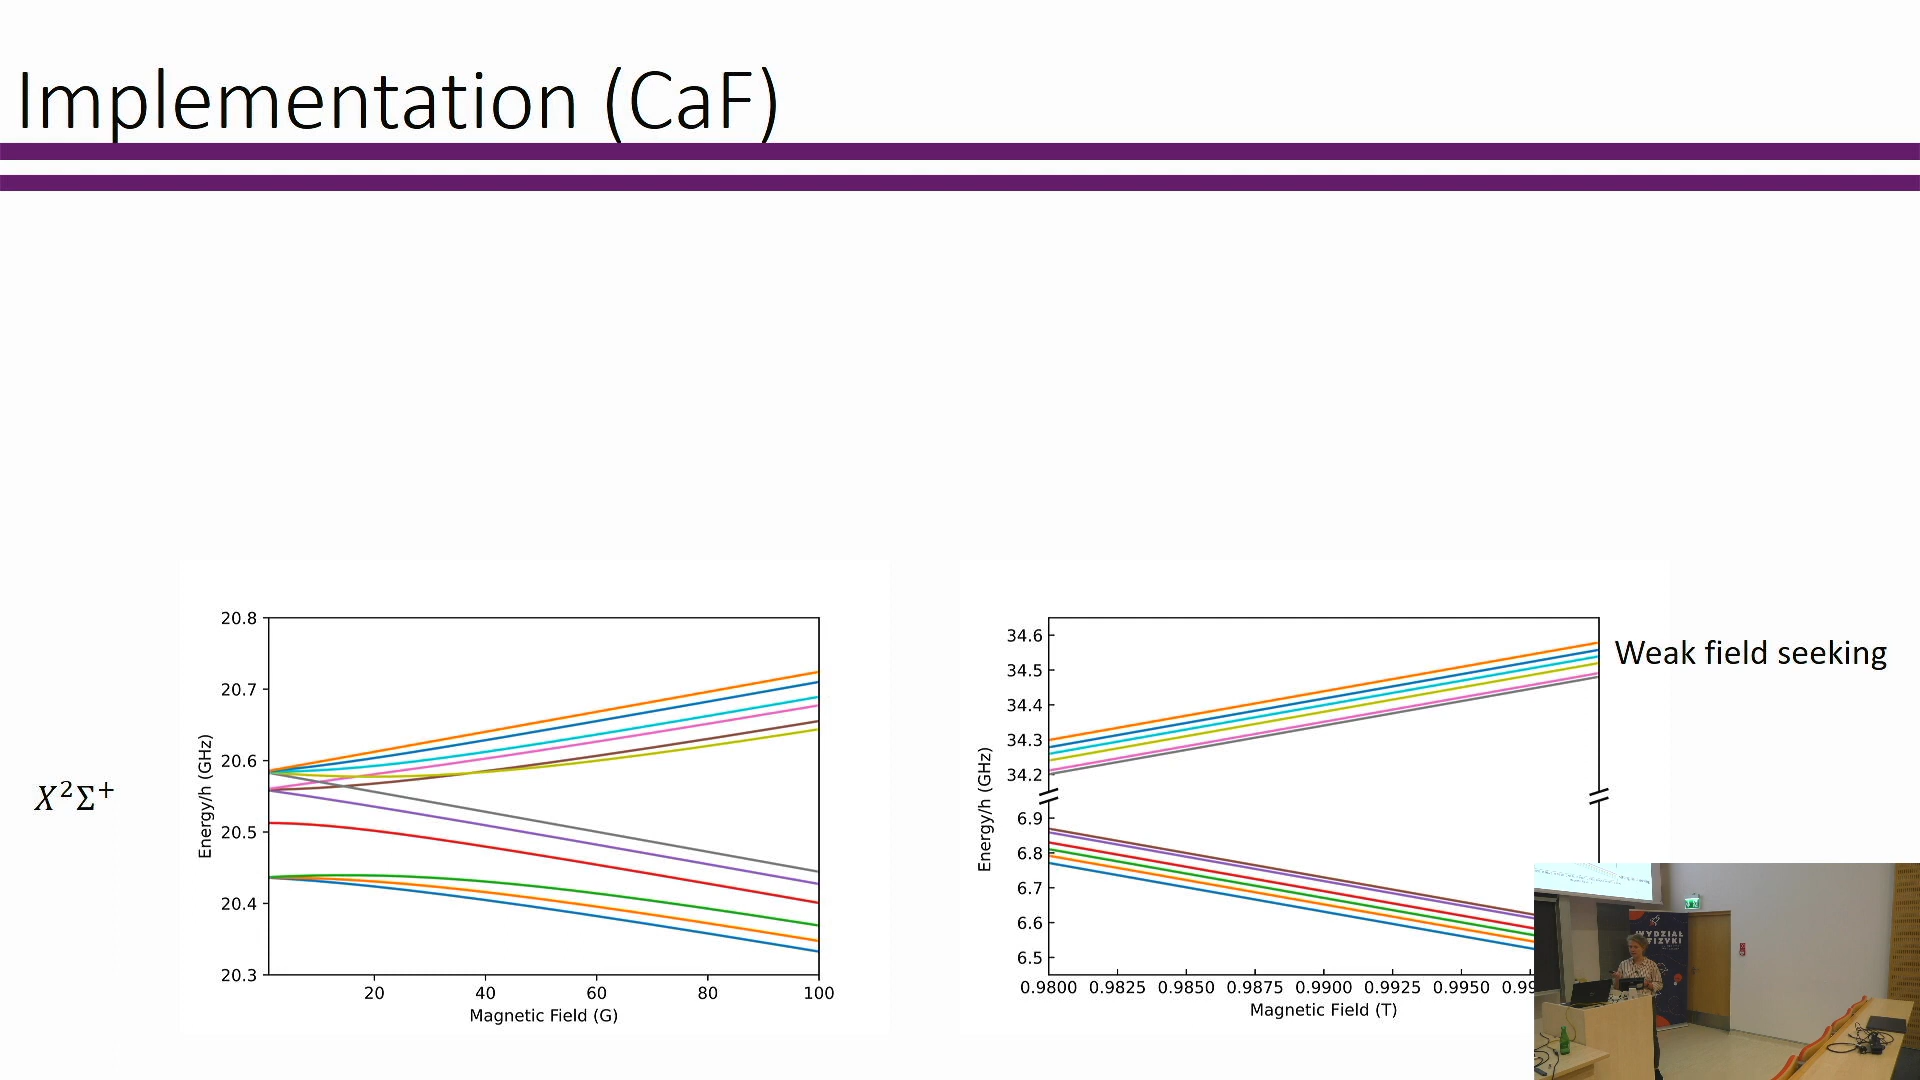 Implementation (CaF)
20.8
20.7
20.6
20.5
20.4
20.3
Energy/h (GHz)
20 40 60 80 100
Magnetic Field (G)
X²Σ⁺
34.6
34.5
34.4
34.3
34.2
6.9
6.8
6.7
6.6
6.5
Energy/h (GHz)
0.9800 0.9825 0.9850 0.9875 0.9900 0.9925 0.9950
Magnetic Field (T)
Weak field seeking
WYDZIAŁ
FIZYKI